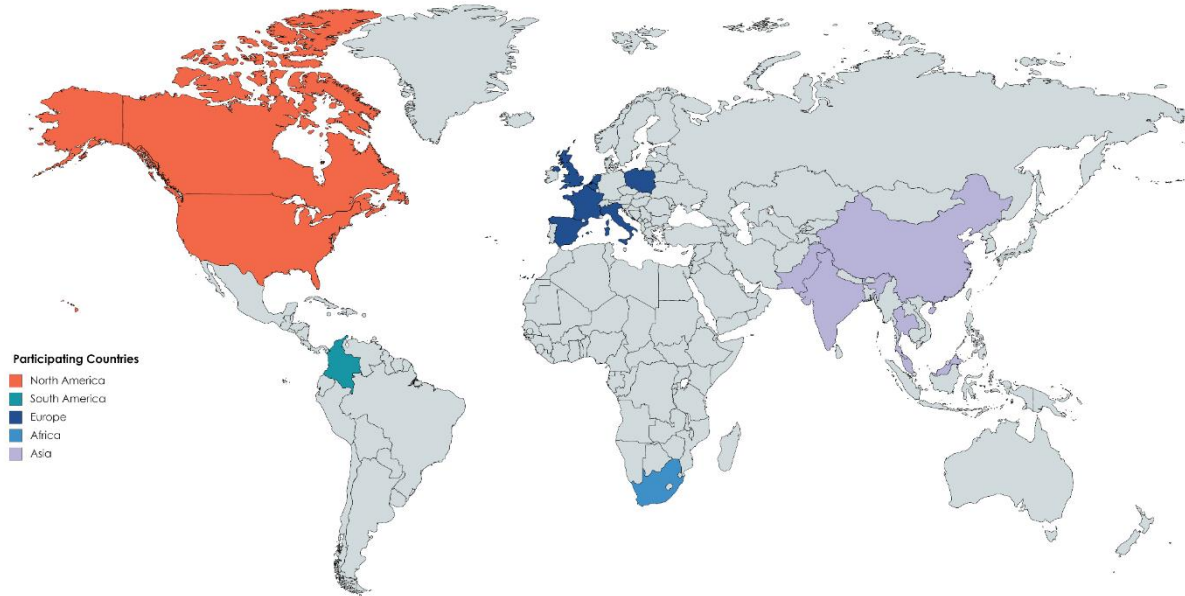 Participating Countries
North America
South America
Europe
Africa
Asia